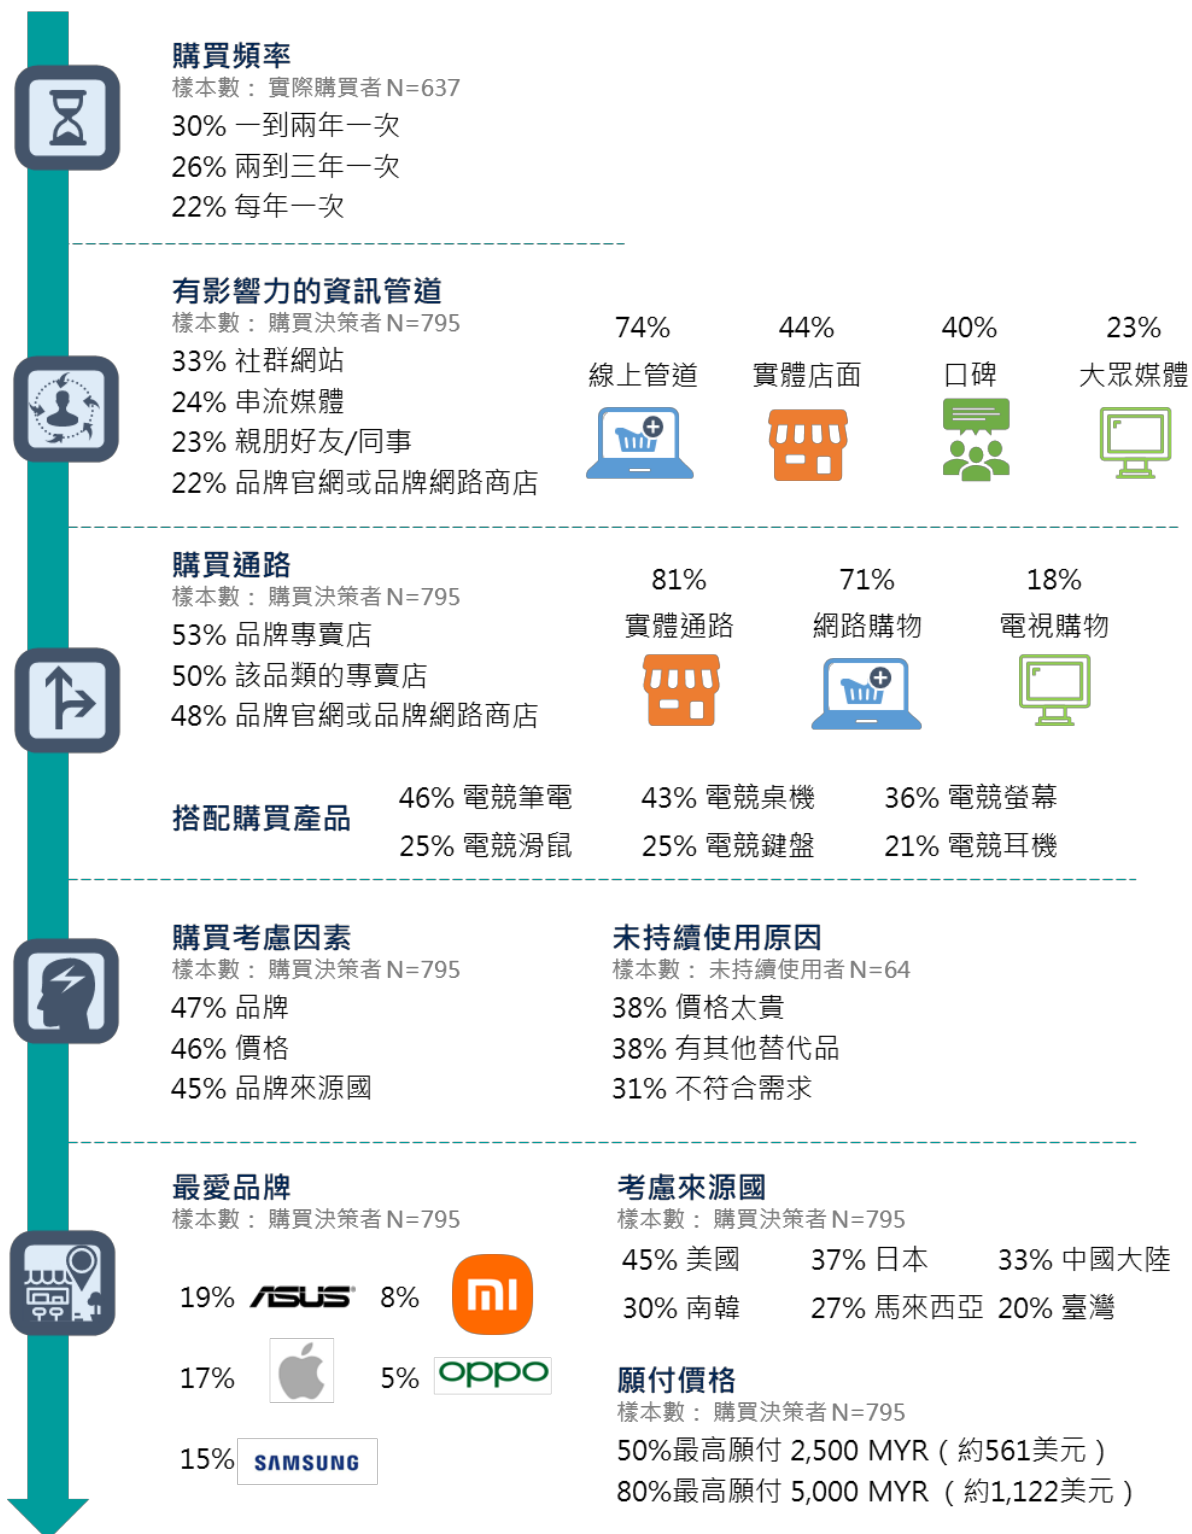 購買頻率
樣本數： 實際購買者 N=637
30% 一到兩年一次
26% 兩到三年一次
22% 每年一次
有影響力的資訊管道
樣本數： 購買決策者 N=795
33% 社群網站
24% 串流媒體
23% 親朋好友/同事
22% 品牌官網或品牌網路商店
74% 44% 40% 23%
線上管道 實體店面 口碑 大眾媒體
購買通路
樣本數： 購買決策者 N=795
53% 品牌專賣店
50% 該品類的專賣店
48% 品牌官網或品牌網路商店
81% 71% 18%
實體通路 網路購物 電視購物
搭配購買產品
46% 電競筆電 43% 電競桌機 36% 電競螢幕
25% 電競滑鼠 25% 電競鍵盤 21% 電競耳機
購買考慮因素
樣本數： 購買決策者 N=795
47% 品牌
46% 價格
45% 品牌來源國
未持續使用原因
樣本數： 未持續使用者 N=64
38% 價格太貴
38% 有其他替代品
31% 不符合需求
最愛品牌
樣本數： 購買決策者 N=795
19% ASUS 8% mi
17% 5% oppo
15% SAMSUNG
考慮來源國
樣本數： 購買決策者 N=795
45% 美國 37% 日本 33% 中國大陸
30% 南韓 27% 馬來西亞 20% 臺灣
願付價格
樣本數： 購買決策者 N=795
50%最高願付 2,500 MYR（約561美元）
80%最高願付 5,000 MYR （約1,122美元）